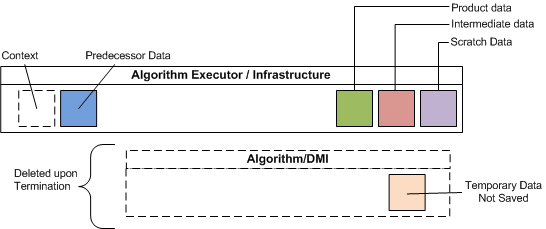 Product data
Intermediate data
Scratch Data
Context
Predecessor Data
Algorithm Executor / Infrastructure
Algorithm/DMI
Deleted upon
Termination
Temporary Data
Not Saved